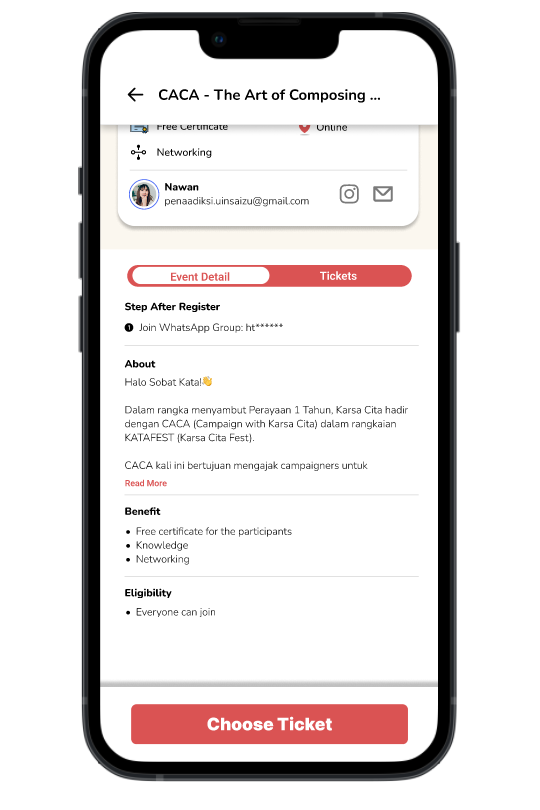 CACA - The Art of Composing ...
Free Certificate
Online
Networking
Nawan
penaadiksi.uinsaizu@gmail.com
Event Detail
Tickets
Step After Register
1 Join WhatsApp Group: ht******
About
Halo Sobat Kata!👋
Dalam rangka menyambut Perayaan 1 Tahun, Karsa Cita hadir
dengan CACA (Campaign with Karsa Cita) dalam rangkaian
KATAFEST (Karsa Cita Fest).
CACA kali ini bertujuan mengajak campaigners untuk
Read More
Benefit
• Free certificate for the participants
• Knowledge
• Networking
Eligibility
• Everyone can join
Choose Ticket